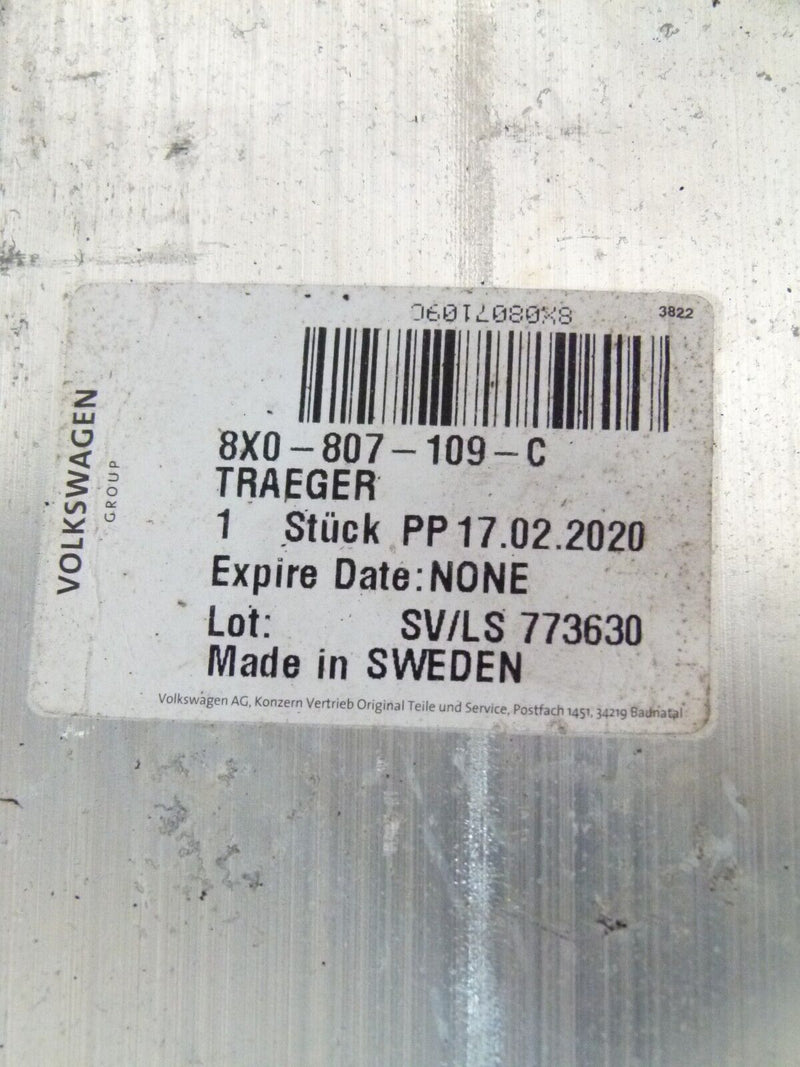 8X0807109C
3822
8X0-807-109-C
TRAEGER
1 Stück PP 17.02.2020
Expire Date: NONE
Lot: SV/LS 773630
Made in SWEDEN
Volkswagen AG, Konzern Vertrieb Original Teile und Service, Postfach 1451, 34219 Baunatal
VOLKSWAGEN
GROUP